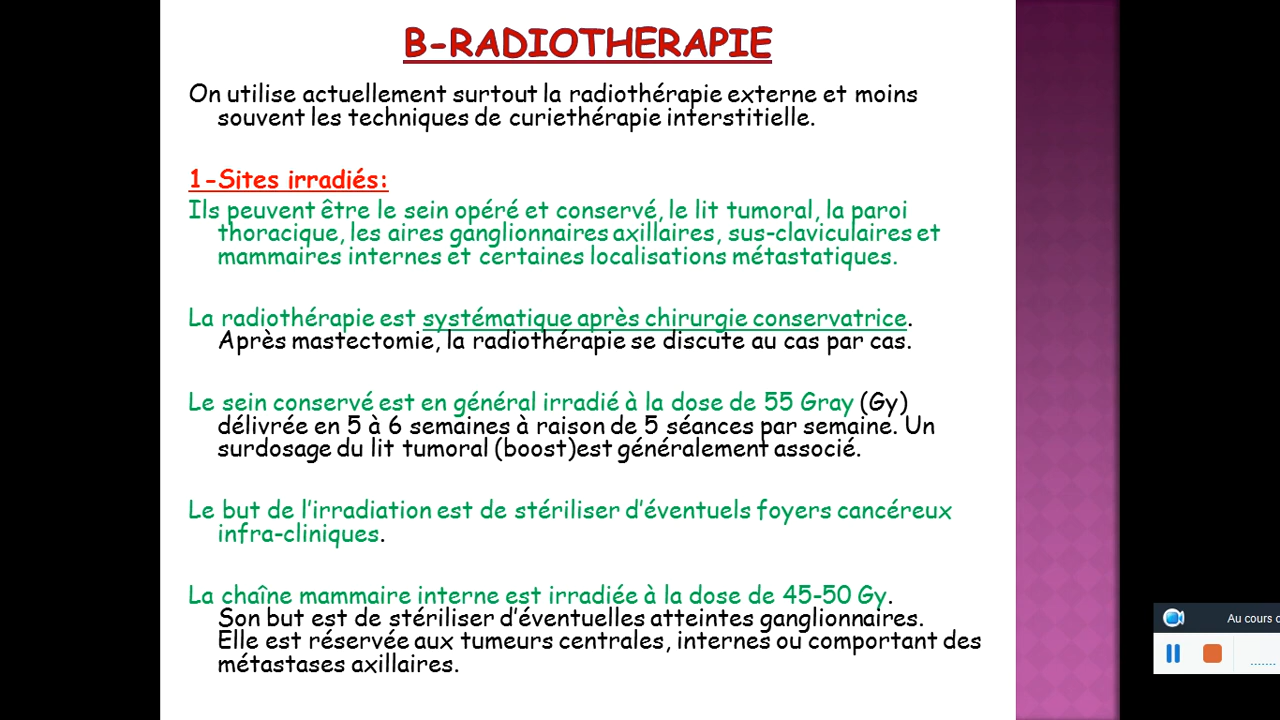 B-RADIOTHERAPIE
On utilise actuellement surtout la radiothérapie externe et moins
souvent les techniques de curiethérapie interstitielle.
1-Sites irradiés:
Ils peuvent être le sein opéré et conservé, le lit tumoral, la paroi
thoracique, les aires ganglionnaires axillaires, sus-claviculaires et
mammaires internes et certaines localisations métastatiques.
La radiothérapie est systématique après chirurgie conservatrice.
Après mastectomie, la radiothérapie se discute au cas par cas.
Le sein conservé est en général irradié à la dose de 55 Gray (Gy)
délivrée en 5 à 6 semaines à raison de 5 séances par semaine. Un
surdosage du lit tumoral (boost)est généralement associé.
Le but de l'irradiation est de stériliser d'éventuels foyers cancéreux
infra-cliniques.
La chaîne mammaire interne est irradiée à la dose de 45-50 Gy.
Son but est de stériliser d'éventuelles atteintes ganglionnaires.
Elle est réservée aux tumeurs centrales, internes ou comportant des
métastases axillaires.
Au cours